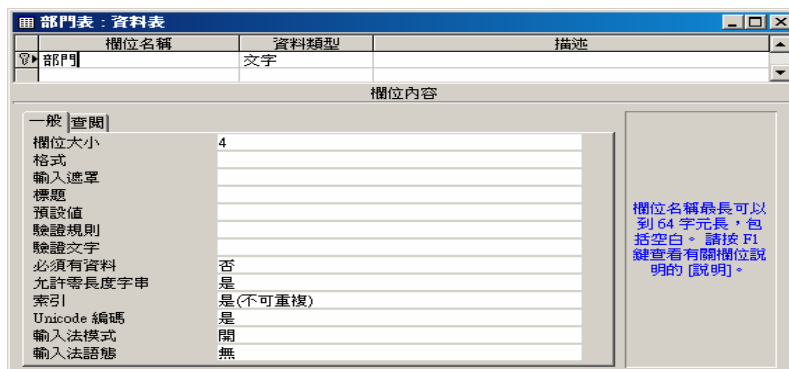 部門表：資料表
欄位名稱 資料類型 描述
部門 文字
欄位內容
一般 查閱
欄位大小 4
格式
輸入遮罩
標題
預設值
驗證規則
驗證文字
必須有資料 否
允許零長度字串 是
索引 是(不可重複)
Unicode 編碼 是
輸入法模式 開
輸入法語態 無
欄位名稱最長可以
到 64 字元長，包
括空白。請按 F1
鍵查看有關欄位說
明的 [說明]。